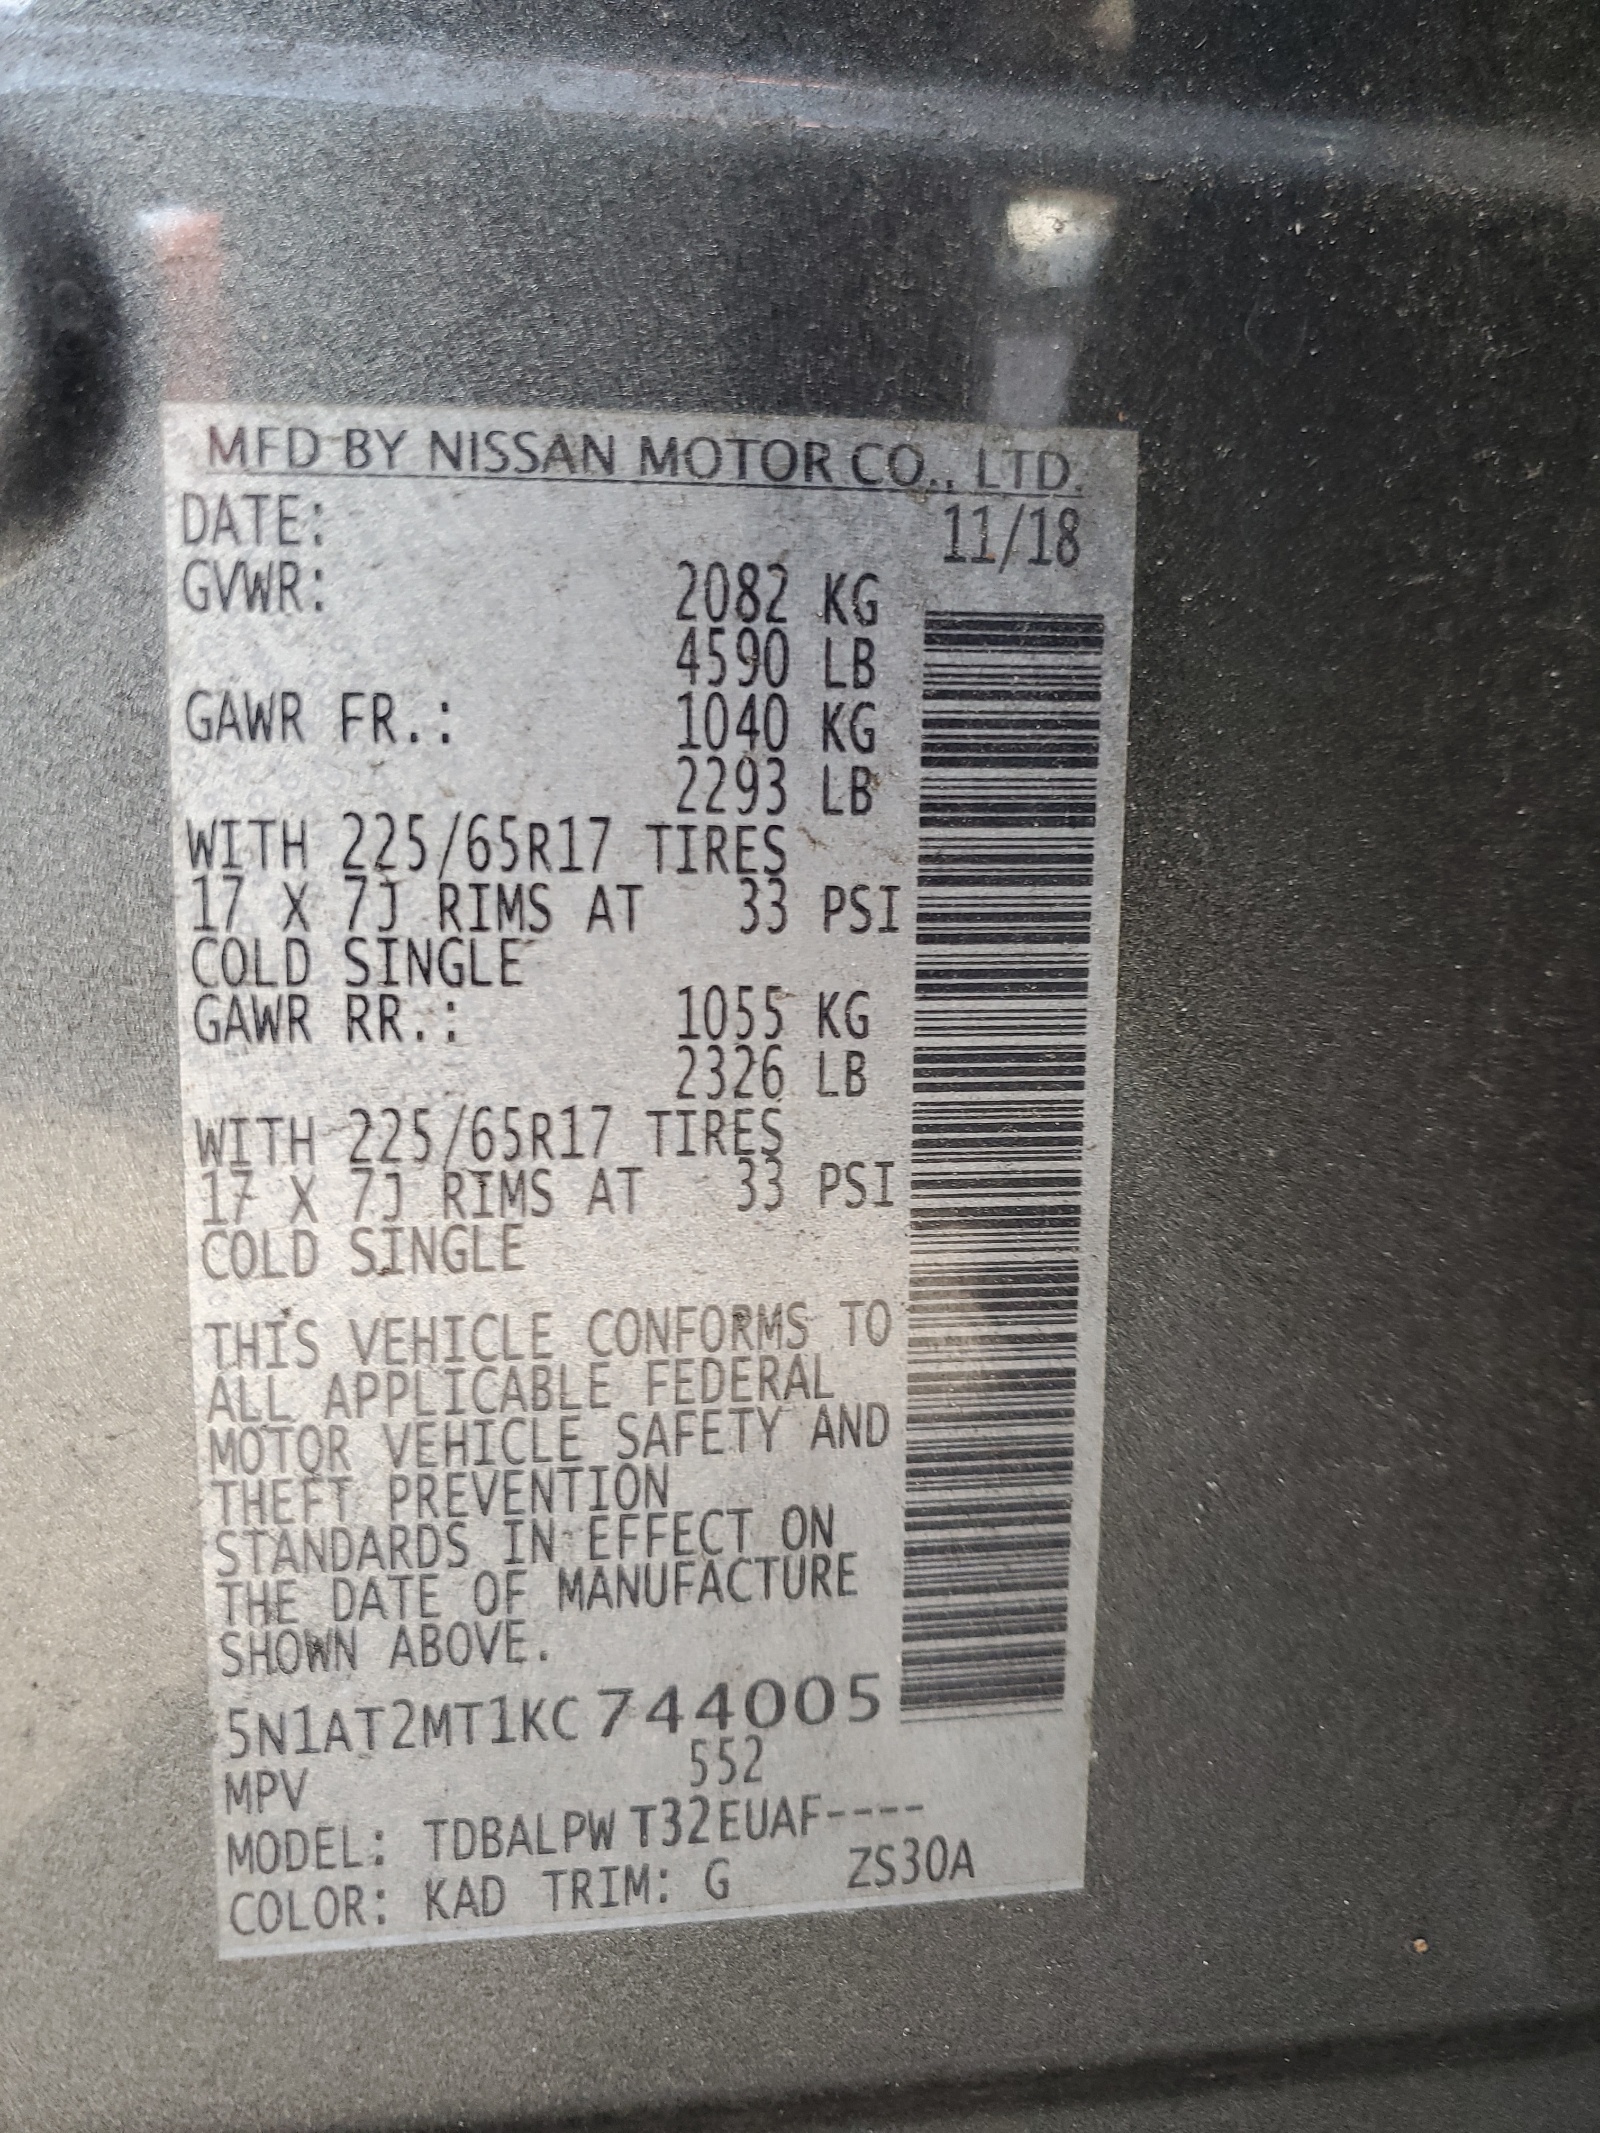 MFD BY NISSAN MOTOR CO., LTD.
DATE: 11/18
GVWR: 2082 KG
4590 LB
GAWR FR.: 1040 KG
2293 LB
WITH 225/65R17 TIRES
17 X 7J RIMS AT 33 PSI
COLD SINGLE
GAWR RR.: 1055 KG
2326 LB
WITH 225/65R17 TIRES
17 X 7J RIMS AT 33 PSI
COLD SINGLE
THIS VEHICLE CONFORMS TO
ALL APPLICABLE FEDERAL
MOTOR VEHICLE SAFETY AND
THEFT PREVENTION
STANDARDS IN EFFECT ON
THE DATE OF MANUFACTURE
SHOWN ABOVE.
5N1AT2MT1KC744005
MPV 552
MODEL: TDBALPW T32EUAF----
COLOR: KAD TRIM: G ZS30A